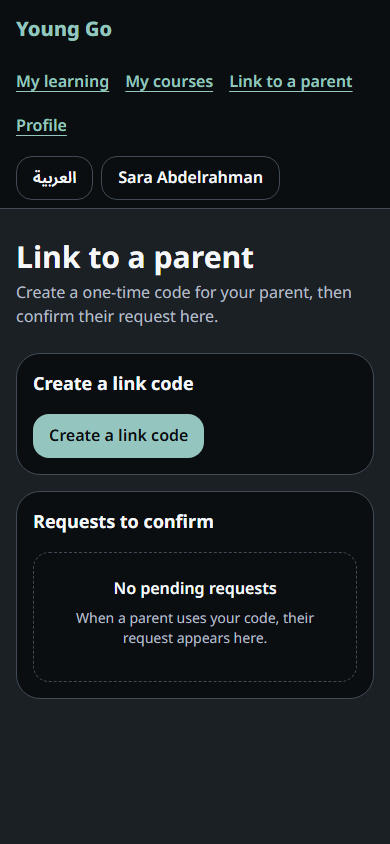 Young Go
My learning My courses Link to a parent
Profile
العربية Sara Abdelrahman
Link to a parent
Create a one-time code for your parent, then
confirm their request here.
Create a link code
Create a link code
Requests to confirm
No pending requests
When a parent uses your code, their
request appears here.